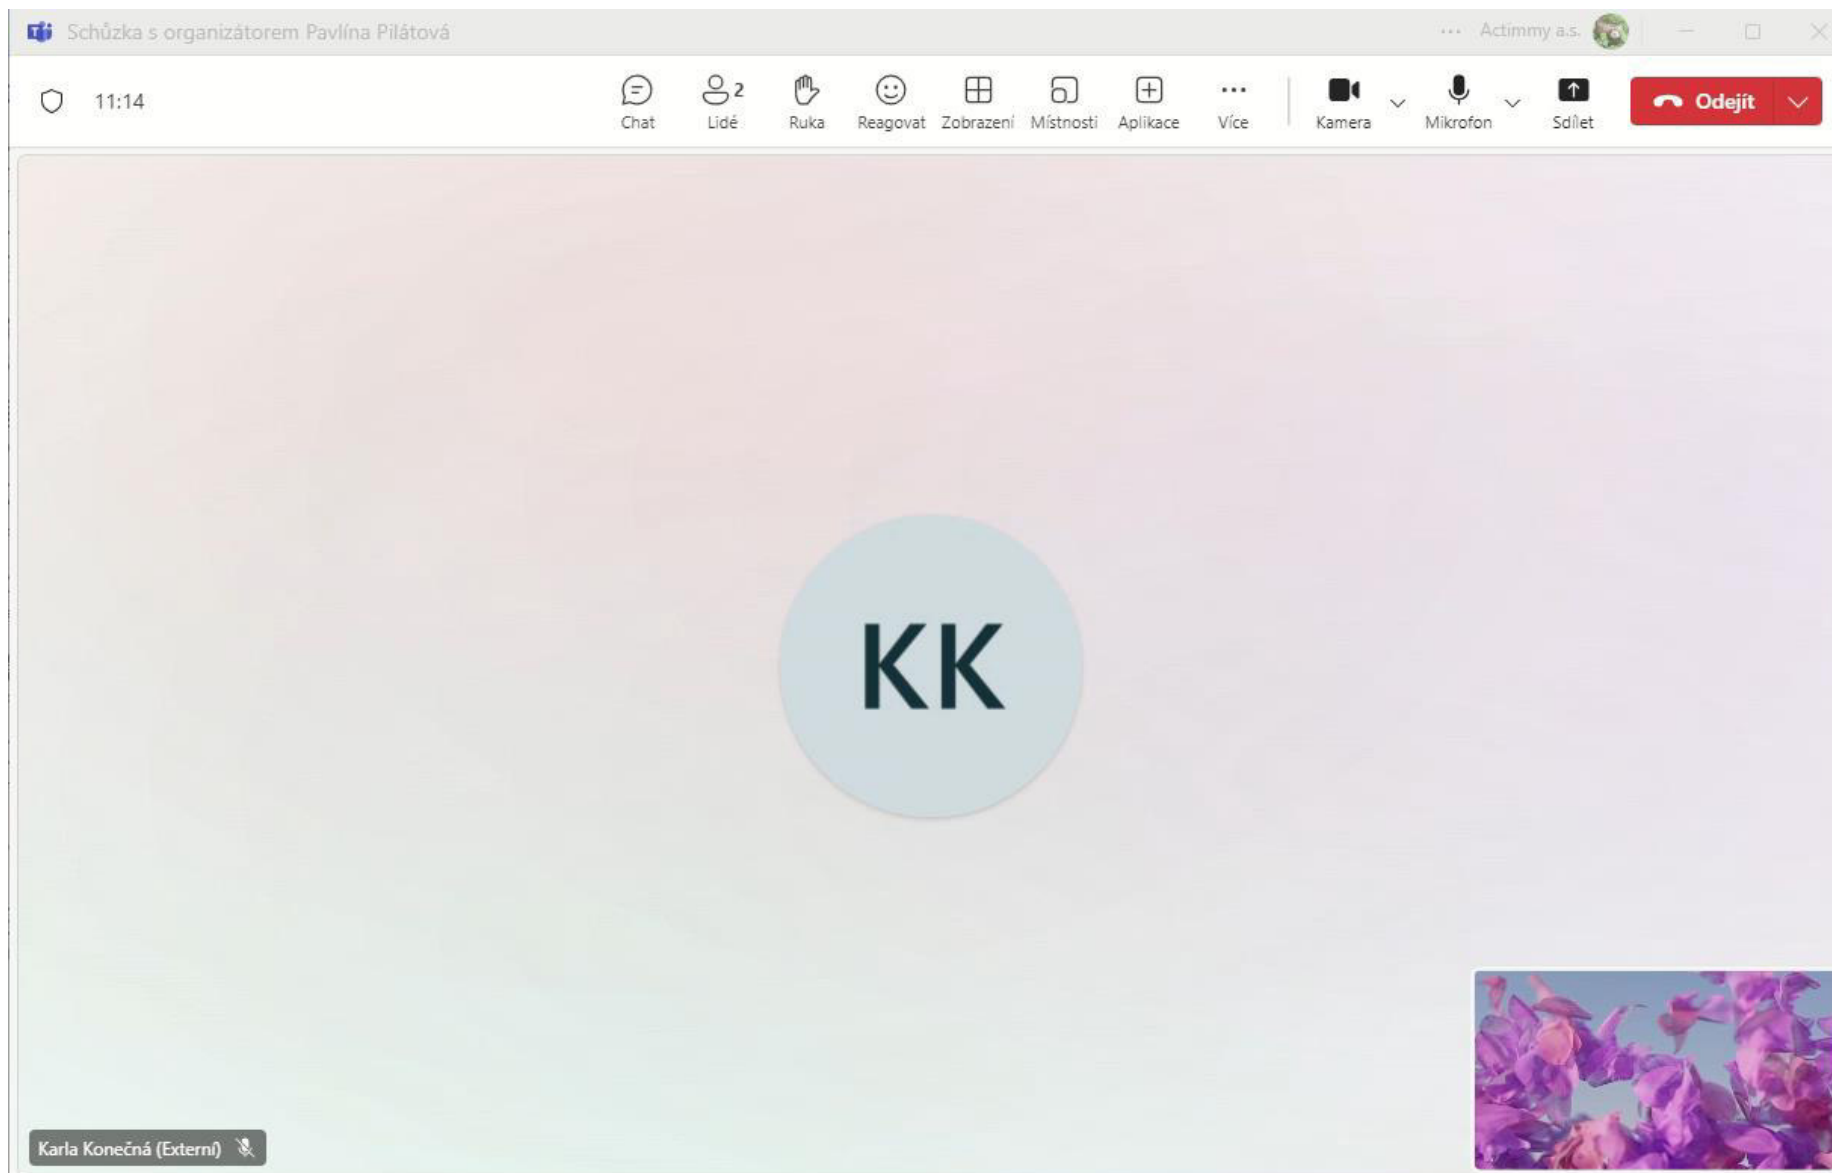 Schůzka s organizátorem Pavlína Pilátová
Actimmy a.s.
11:14
2
Chat
Lidé
Ruka
Reagovat
Zobrazení
Místnosti
Aplikace
Více
Kamera
Mikrofon
Sdílet
Odejít
KK
Karla Konečná (Externí)